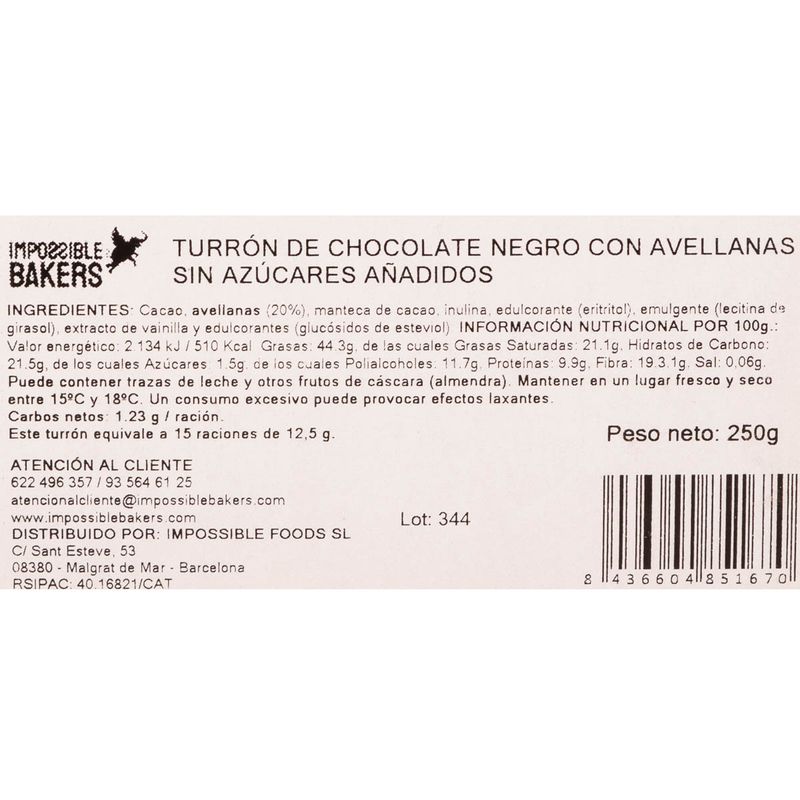 IMPOSSIBLE
BAKERS
TURRÓN DE CHOCOLATE NEGRO CON AVELLANAS
SIN AZÚCARES AÑADIDOS
INGREDIENTES: Cacao, avellanas (20%), manteca de cacao, inulina, edulcorante (eritritol), emulgente (lecitina de
girasol), extracto de vainilla y edulcorantes (glucósidos de esteviol) INFORMACIÓN NUTRICIONAL POR 100g.:
Valor energético: 2.134 kJ / 510 Kcal Grasas: 44.3g, de las cuales Grasas Saturadas: 21.1g. Hidratos de Carbono:
21.5g, de los cuales Azúcares: 1.5g. de los cuales Polialcoholes: 11.7g, Proteínas: 9.9g, Fibra: 19.3.1g, Sal: 0,06g.
Puede contener trazas de leche y otros frutos de cáscara (almendra). Mantener en un lugar fresco y seco
entre 15ºC y 18ºC. Un consumo excesivo puede provocar efectos laxantes.
Carbos netos: 1.23 g / ración.
Este turrón equivale a 15 raciones de 12,5 g.
Peso neto: 250g
ATENCIÓN AL CLIENTE
622 496 357 / 93 564 61 25
atencionalcliente@impossiblebakers.com
www.impossiblebakers.com
Lot: 344
DISTRIBUIDO POR: IMPOSSIBLE FOODS SL
C/ Sant Esteve, 53
08380 - Malgrat de Mar - Barcelona
RSIPAC: 40.16821/CAT
8 436604 851670